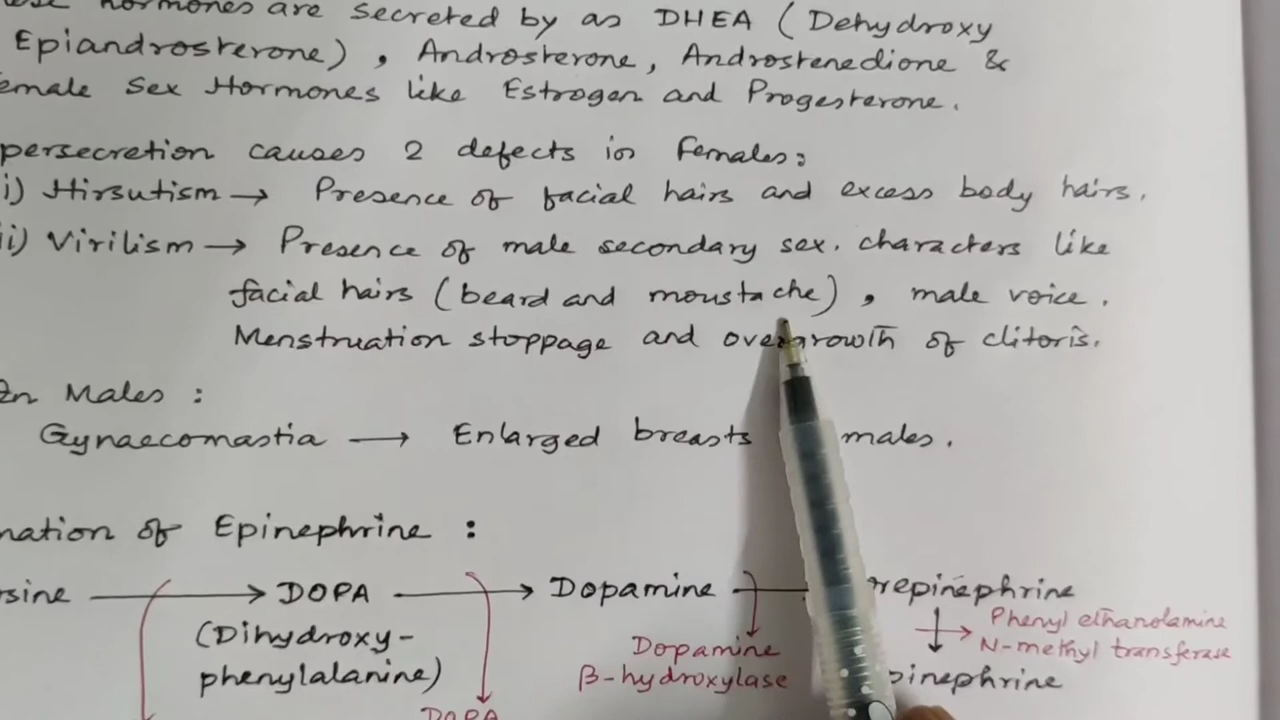 hormones are secreted by as DHEA (Dehydroxy
Epiandrosterone), Androsterone, Androstenedione &
emale Sex Hormones like Estrogen and Progesterone.
persecretion causes 2 defects in females:
i) Hirsutism → Presence of facial hairs and excess body hairs.
ii) Virilism → Presence of male secondary sex. characters like
facial hairs (beard and moustache), male voice.
Menstruation stoppage and overgrowth of clitoris.
In Males :
Gynaecomastia → Enlarged breasts males.
nation of Epinephrine :
sine → DOPA → Dopamine repinephrine
(Dihydroxy-
phenylalanine)
Dopamine
β-hydroxylase
Phenyl ethanolamine
N-methyl transferase
pinephrine
DOPA